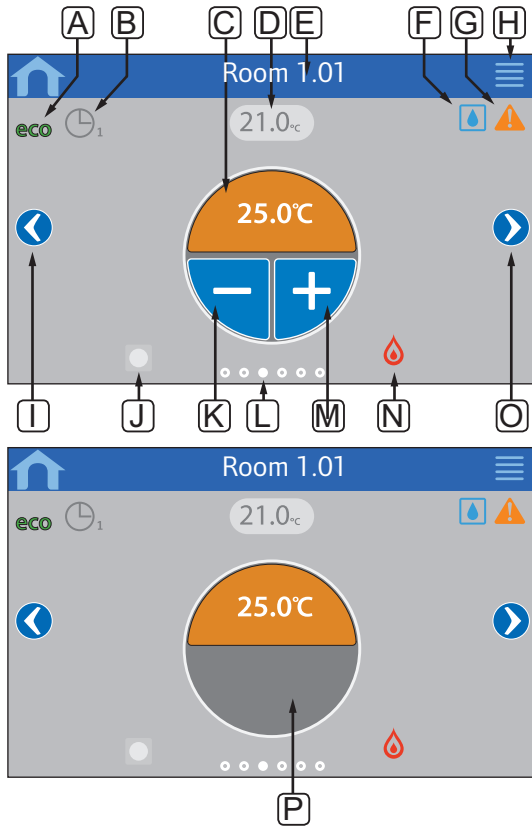 A B C D E F G H
Room 1.01
eco 1 21.0°C
25.0°C
− +
I J K L M N O
Room 1.01
eco 1 21.0°C
25.0°C
P